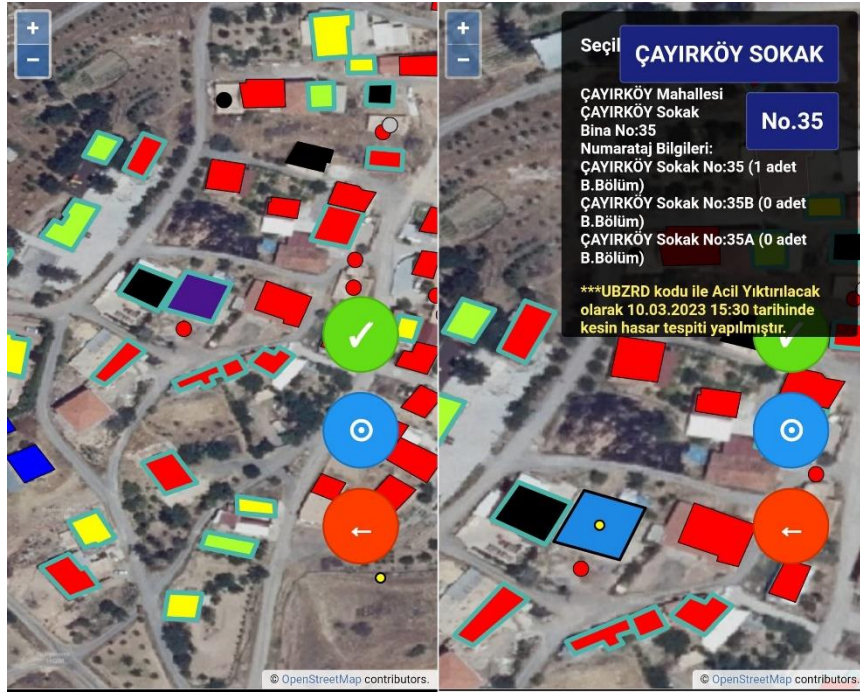 +
−
© OpenStreetMap contributors.
+
−
Seçil
ÇAYIRKÖY SOKAK
No.35
ÇAYIRKÖY Mahallesi
ÇAYIRKÖY Sokak
Bina No:35
Numarataj Bilgileri:
ÇAYIRKÖY Sokak No:35 (1 adet
B.Bölüm)
ÇAYIRKÖY Sokak No:35B (0 adet
B.Bölüm)
ÇAYIRKÖY Sokak No:35A (0 adet
B.Bölüm)
***UBZRD kodu ile Acil Yıktırılacak
olarak 10.03.2023 15:30 tarihinde
kesin hasar tespiti yapılmıştır.
© OpenStreetMap contributors.